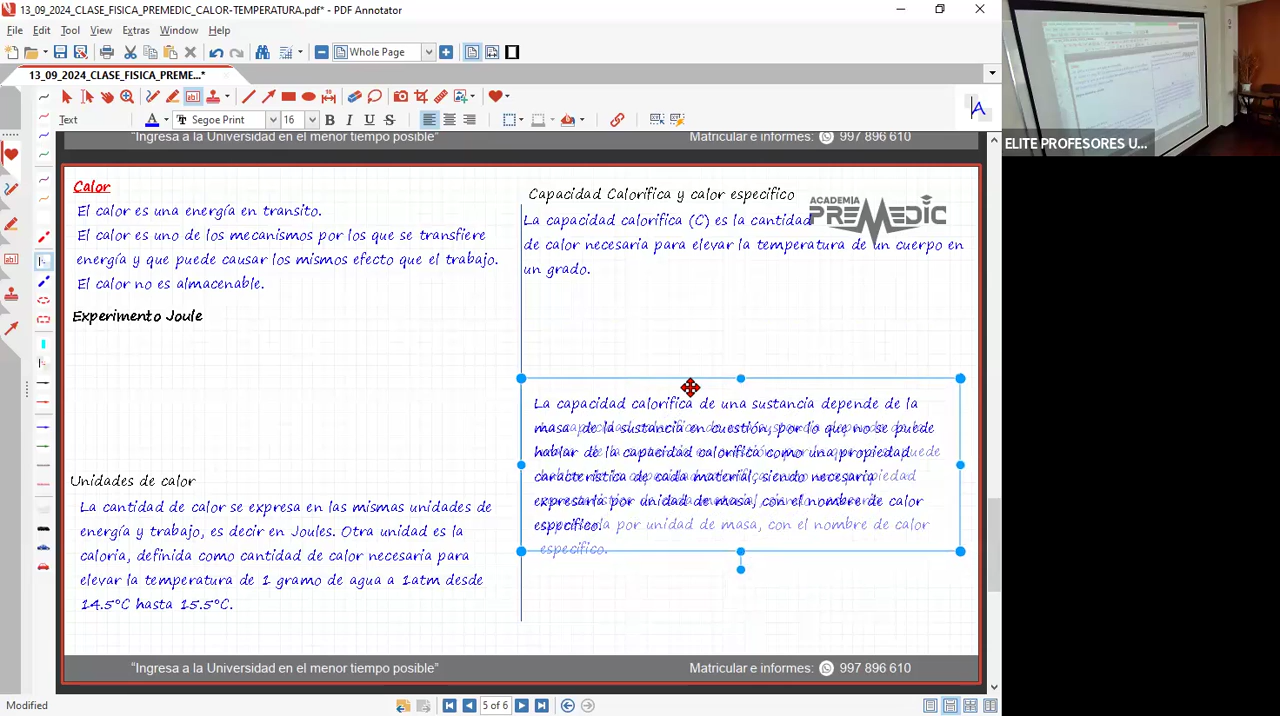 13_09_2024_CLASE_FISICA_PREMEDIC_CALOR-TEMPERATURA.pdf* - PDF Annotator
File Edit Tool View Extras Window Help
Whole Page
13_09_2024_CLASE_FISICA_PREME...*
Text
Segoe Print
16
B I U S
A
ELITE PROFESORES U...
"Ingresa a la Universidad en el menor tiempo posible"
Matricular e informes: 997 896 610
Calor
El calor es una energía en transito.
El calor es uno de los mecanismos por los que se transfiere
energía y que puede causar los mismos efecto que el trabajo.
El calor no es almacenable.
Experimento Joule
Unidades de calor
La cantidad de calor se expresa en las mismas unidades de
energía y trabajo, es decir en Joules. Otra unidad es la
caloria, definida como cantidad de calor necesaria para
elevar la temperatura de 1 gramo de agua a 1atm desde
14.5°C hasta 15.5°C.
Capacidad Calorifica y calor especifico
ACADEMIA
PREMEDIC
La capacidad calorifica (C) es la cantidad
de calor necesaria para elevar la temperatura de un cuerpo en
un grado.
La capacidad calorifica de una sustancia depende de la
masa de la sustancia en cuestión, por lo que no se puede
hablar de la capacidad calorifica como una propiedad
caracteristica de cada material, siendo necesaria
expresarla por unidad de masa, con el nombre de calor
especifico.
"Ingresa a la Universidad en el menor tiempo posible"
Matricular e informes: 997 896 610
Modified
5 of 6